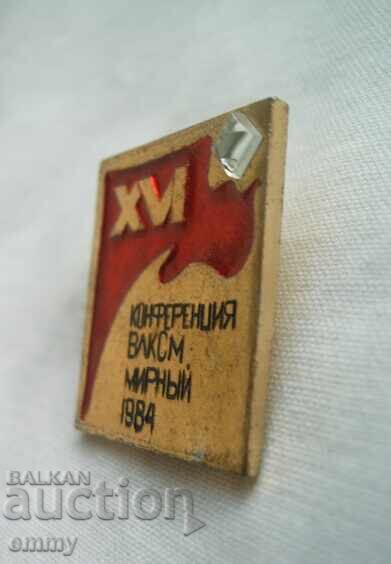 XVI
КОНФЕРЕНЦИЯ
ВЛКСМ
МИРНЫЙ
1984
BALKAN
auction
emmy